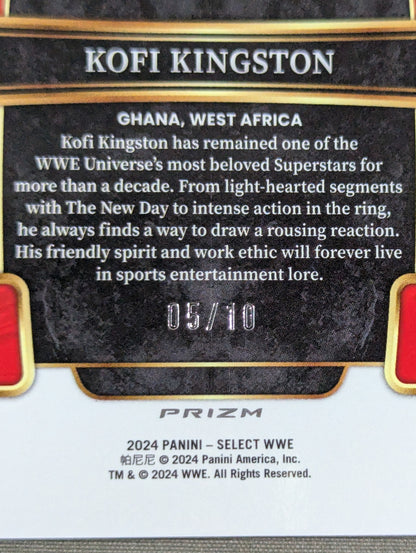 KOFI KINGSTON
GHANA, WEST AFRICA
Kofi Kingston has remained one of the
WWE Universe's most beloved Superstars for
more than a decade. From light-hearted segments
with The New Day to intense action in the ring,
he always finds a way to draw a rousing reaction.
His friendly spirit and work ethic will forever live
in sports entertainment lore.
05/10
PRIZM
2024 PANINI – SELECT WWE
帕尼尼 © 2024 Panini America, Inc.
TM & © 2024 WWE. All Rights Reserved.